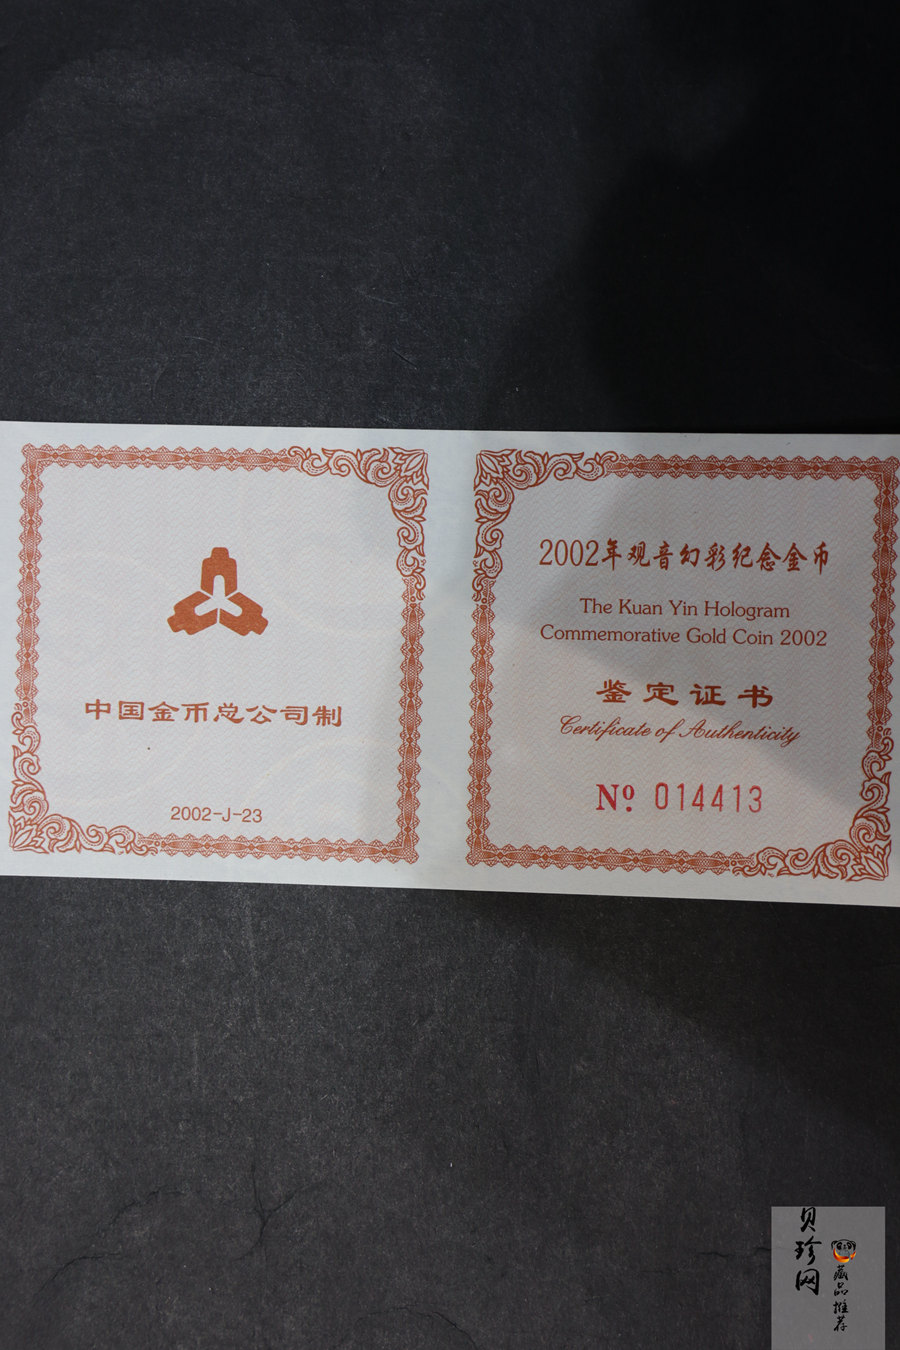 中国金币总公司制
2002-J-23
2002年观音幻彩纪念金币
The Kuan Yin Hologram
Commemorative Gold Coin 2002
鉴定证书
Certificate of Authenticity
Nº 014413
贝珍网
藏品推荐